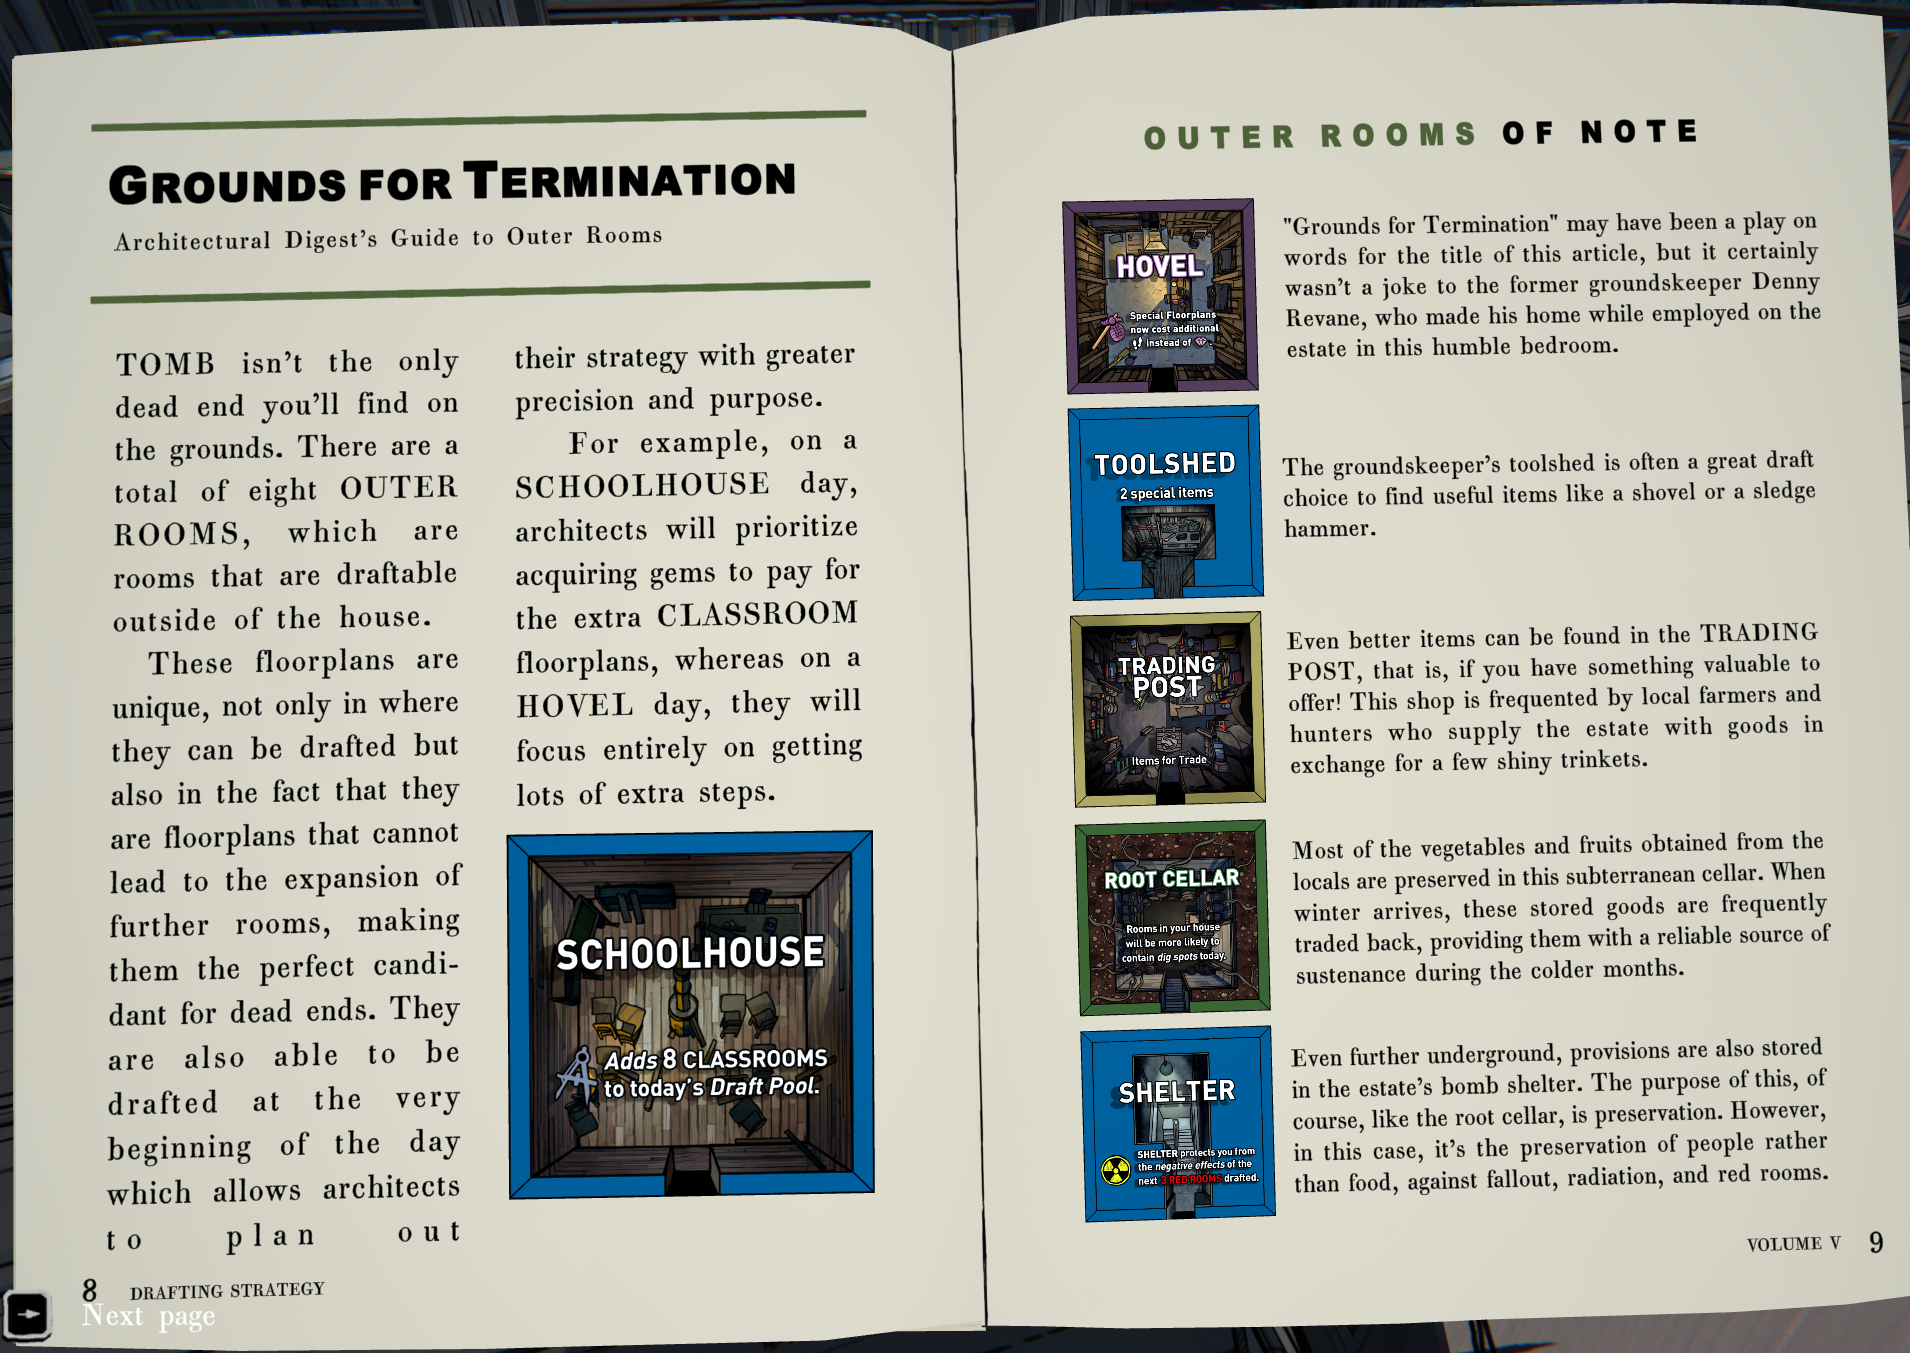 GROUNDS FOR TERMINATION
Architectural Digest's Guide to Outer Rooms
TOMB isn't the only
dead end you'll find on
the grounds. There are a
total of eight OUTER
ROOMS, which are
rooms that are draftable
outside of the house.
These floorplans are
unique, not only in where
they can be drafted but
also in the fact that they
are floorplans that cannot
lead to the expansion of
further rooms, making
them the perfect candi-
dant for dead ends. They
are also able to be
drafted at the very
beginning of the day
which allows architects
to plan out
their strategy with greater
precision and purpose.
For example, on a
SCHOOLHOUSE day,
architects will prioritize
acquiring gems to pay for
the extra CLASSROOM
floorplans, whereas on a
HOVEL day, they will
focus entirely on getting
lots of extra steps.
SCHOOLHOUSE
Adds 8 CLASSROOMS
to today's Draft Pool.
8 DRAFTING STRATEGY
Next page
OUTER ROOMS OF NOTE
HOVEL
Special Floorplans
now cost additional
instead of
"Grounds for Termination" may have been a play on
words for the title of this article, but it certainly
wasn't a joke to the former groundskeeper Denny
Revane, who made his home while employed on the
estate in this humble bedroom.
TOOLSHED
2 special items
The groundskeeper's toolshed is often a great draft
choice to find useful items like a shovel or a sledge
hammer.
TRADING
POST
Items for Trade
Even better items can be found in the TRADING
POST, that is, if you have something valuable to
offer! This shop is frequented by local farmers and
hunters who supply the estate with goods in
exchange for a few shiny trinkets.
ROOT CELLAR
Rooms in your house
will be more likely to
contain dig spots today.
Most of the vegetables and fruits obtained from the
locals are preserved in this subterranean cellar. When
winter arrives, these stored goods are frequently
traded back, providing them with a reliable source of
sustenance during the colder months.
SHELTER
SHELTER protects you from
the negative effects of the
next 3 RED ROOMS drafted.
Even further underground, provisions are also stored
in the estate's bomb shelter. The purpose of this, of
course, like the root cellar, is preservation. However,
in this case, it's the preservation of people rather
than food, against fallout, radiation, and red rooms.
VOLUME V 9